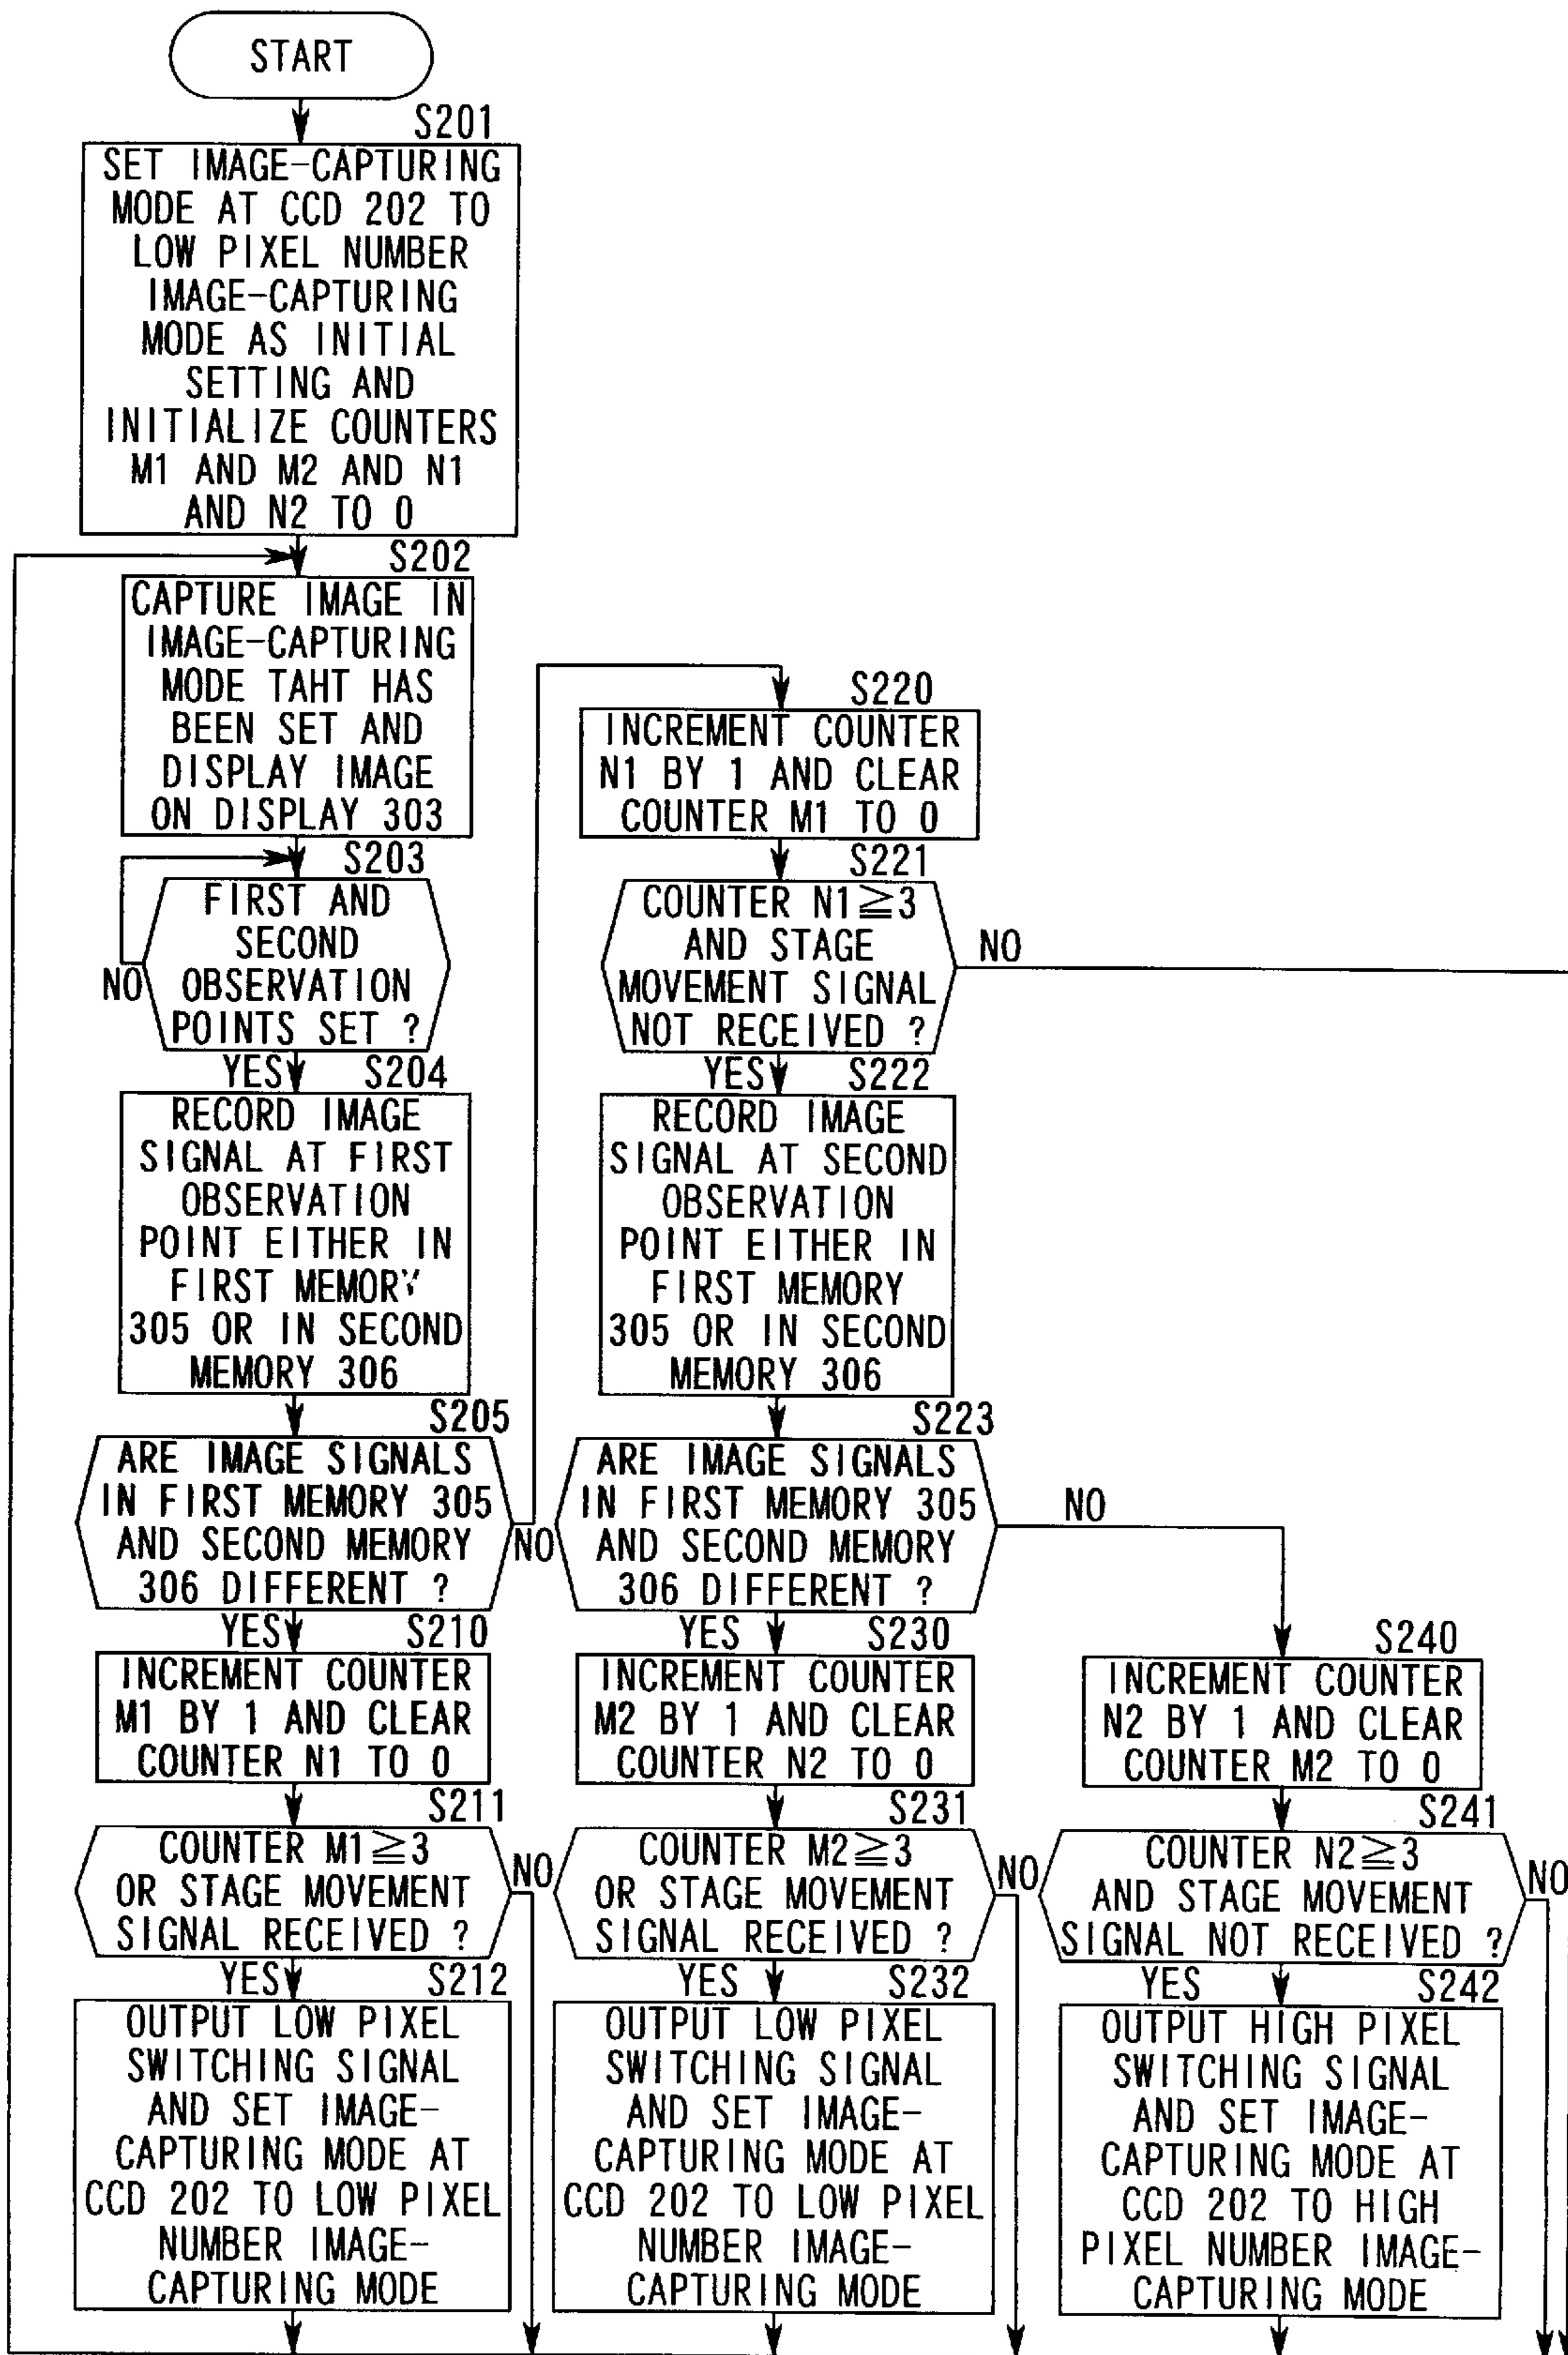 START
S201
SET IMAGE-CAPTURING
MODE AT CCD 202 TO
LOW PIXEL NUMBER
IMAGE-CAPTURING
MODE AS INITIAL
SETTING AND
INITIALIZE COUNTERS
M1 AND M2 AND N1
AND N2 TO 0
S202
CAPTURE IMAGE IN
IMAGE-CAPTURING
MODE TAHT HAS
BEEN SET AND
DISPLAY IMAGE
ON DISPLAY 303
S203
FIRST AND
SECOND
OBSERVATION
POINTS SET ?
NO
YES
S204
RECORD IMAGE
SIGNAL AT FIRST
OBSERVATION
POINT EITHER IN
FIRST MEMORY
305 OR IN SECOND
MEMORY 306
S205
ARE IMAGE SIGNALS
IN FIRST MEMORY 305
AND SECOND MEMORY
306 DIFFERENT ?
NO
YES
S210
INCREMENT COUNTER
M1 BY 1 AND CLEAR
COUNTER N1 TO 0
S211
COUNTER M1≧3
OR STAGE MOVEMENT
SIGNAL RECEIVED ?
NO
YES
S212
OUTPUT LOW PIXEL
SWITCHING SIGNAL
AND SET IMAGE-
CAPTURING MODE AT
CCD 202 TO LOW PIXEL
NUMBER IMAGE-
CAPTURING MODE
S220
INCREMENT COUNTER
N1 BY 1 AND CLEAR
COUNTER M1 TO 0
S221
COUNTER N1≧3
AND STAGE
MOVEMENT SIGNAL
NOT RECEIVED ?
NO
YES
S222
RECORD IMAGE
SIGNAL AT SECOND
OBSERVATION
POINT EITHER IN
FIRST MEMORY
305 OR IN SECOND
MEMORY 306
S223
ARE IMAGE SIGNALS
IN FIRST MEMORY 305
AND SECOND MEMORY
306 DIFFERENT ?
NO
YES
S230
INCREMENT COUNTER
M2 BY 1 AND CLEAR
COUNTER N2 TO 0
S231
COUNTER M2≧3
OR STAGE MOVEMENT
SIGNAL RECEIVED ?
NO
YES
S232
OUTPUT LOW PIXEL
SWITCHING SIGNAL
AND SET IMAGE-
CAPTURING MODE AT
CCD 202 TO LOW PIXEL
NUMBER IMAGE-
CAPTURING MODE
S240
INCREMENT COUNTER
N2 BY 1 AND CLEAR
COUNTER M2 TO 0
S241
COUNTER N2≧3
AND STAGE MOVEMENT
SIGNAL NOT RECEIVED ?
NO
YES
S242
OUTPUT HIGH PIXEL
SWITCHING SIGNAL
AND SET IMAGE-
CAPTURING MODE AT
CCD 202 TO HIGH
PIXEL NUMBER IMAGE-
CAPTURING MODE